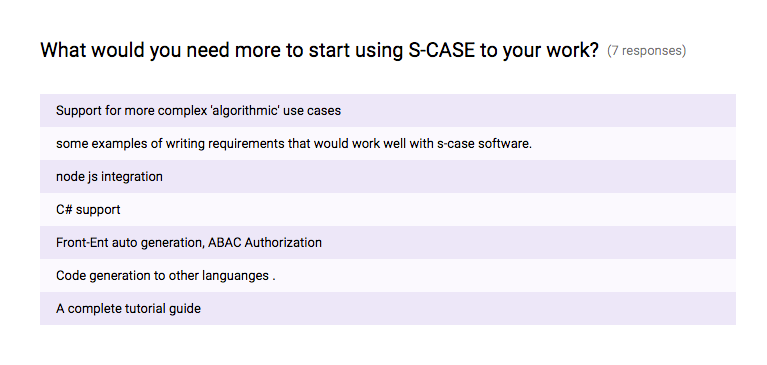 What would you need more to start using S-CASE to your work? (7 responses)
Support for more complex 'algorithmic' use cases
some examples of writing requirements that would work well with s-case software.
node js integration
C# support
Front-Ent auto generation, ABAC Authorization
Code generation to other languanges .
A complete tutorial guide